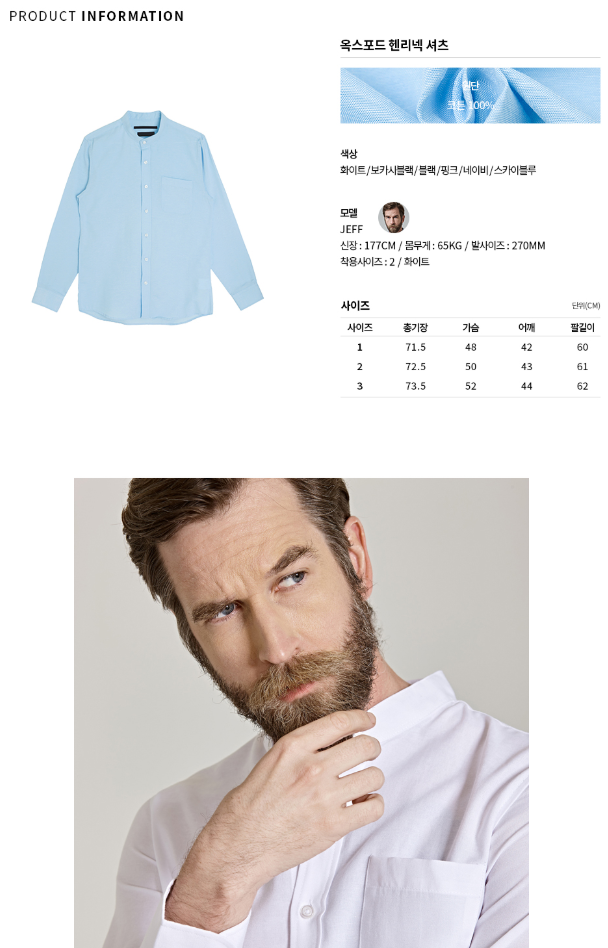 PRODUCT INFORMATION
옥스포드 헨리넥 셔츠
원단
코튼 100%
색상
화이트/보카시블랙/블랙/핑크/네이비/스카이블루
모델
JEFF
신장 : 177CM / 몸무게 : 65KG / 발사이즈 : 270MM
착용사이즈 : 2 / 화이트
사이즈 단위(CM)
사이즈 총기장 가슴 어깨 팔길이
1 71.5 48 42 60
2 72.5 50 43 61
3 73.5 52 44 62